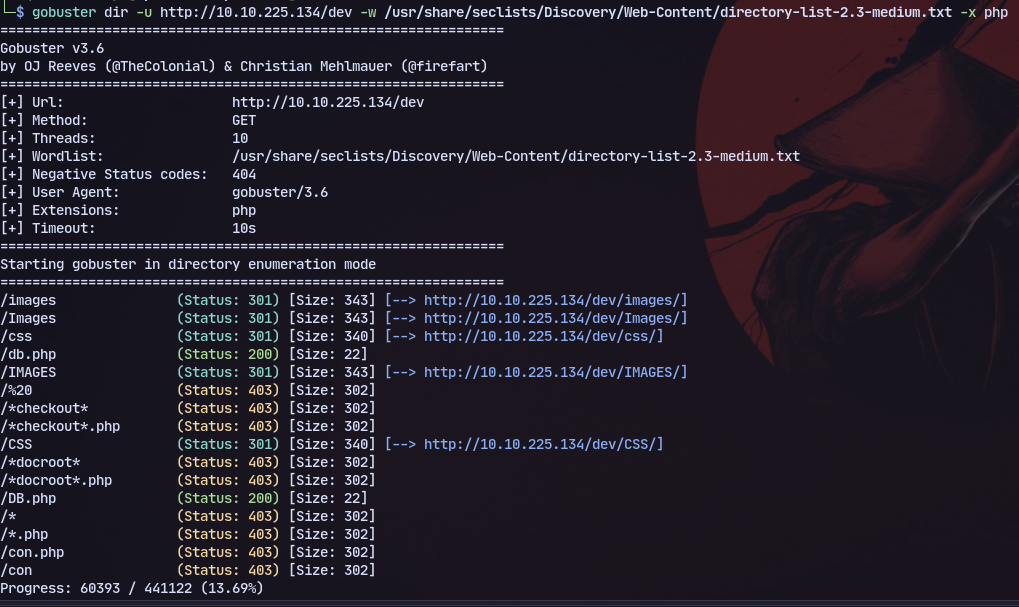 └─$ gobuster dir -u http://10.10.225.134/dev -w /usr/share/seclists/Discovery/Web-Content/directory-list-2.3-medium.txt -x php
===============================================================
Gobuster v3.6
by OJ Reeves (@TheColonial) & Christian Mehlmauer (@firefart)
===============================================================
[+] Url:                     http://10.10.225.134/dev
[+] Method:                  GET
[+] Threads:                 10
[+] Wordlist:                /usr/share/seclists/Discovery/Web-Content/directory-list-2.3-medium.txt
[+] Negative Status codes:   404
[+] User Agent:              gobuster/3.6
[+] Extensions:              php
[+] Timeout:                 10s
===============================================================
Starting gobuster in directory enumeration mode
===============================================================
/images               (Status: 301) [Size: 343] [--> http://10.10.225.134/dev/images/]
/Images               (Status: 301) [Size: 343] [--> http://10.10.225.134/dev/Images/]
/css                  (Status: 301) [Size: 340] [--> http://10.10.225.134/dev/css/]
/db.php               (Status: 200) [Size: 22]
/IMAGES               (Status: 301) [Size: 343] [--> http://10.10.225.134/dev/IMAGES/]
/%20                  (Status: 403) [Size: 302]
/*checkout*           (Status: 403) [Size: 302]
/*checkout*.php       (Status: 403) [Size: 302]
/CSS                  (Status: 301) [Size: 340] [--> http://10.10.225.134/dev/CSS/]
/*docroot*            (Status: 403) [Size: 302]
/*docroot*.php        (Status: 403) [Size: 302]
/DB.php               (Status: 200) [Size: 22]
/*                    (Status: 403) [Size: 302]
/*.php                (Status: 403) [Size: 302]
/con.php              (Status: 403) [Size: 302]
/con                  (Status: 403) [Size: 302]
Progress: 60393 / 441122 (13.69%)